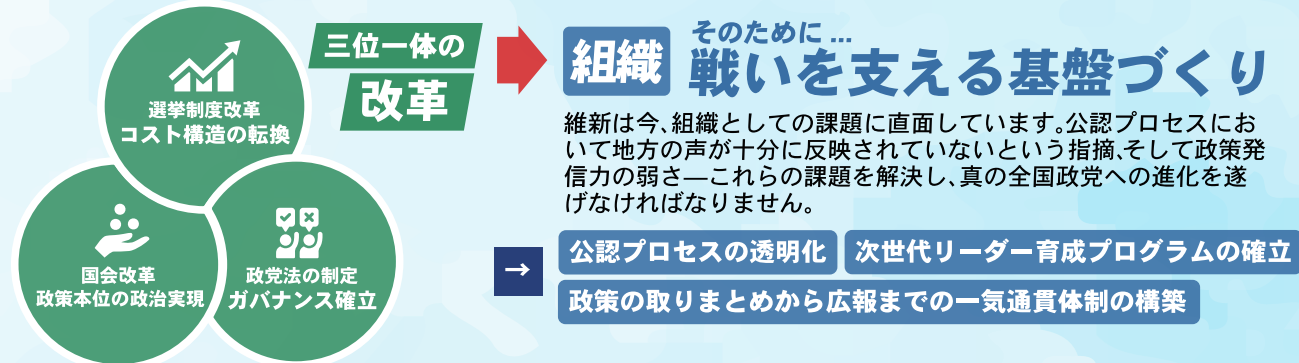 選挙制度改革
コスト構造の転換
国会改革
政策本位の政治実現
政党法の制定
ガバナンス確立
三位一体の
改革
組織
そのために...
戦いを支える基盤づくり
維新は今、組織としての課題に直面しています。公認プロセスにお
いて地方の声が十分に反映されていないという指摘、そして政策発
信力の弱さ―これらの課題を解決し、真の全国政党への進化を遂
げなければなりません。
→
公認プロセスの透明化
次世代リーダー育成プログラムの確立
政策の取りまとめから広報までの一気通貫体制の構築